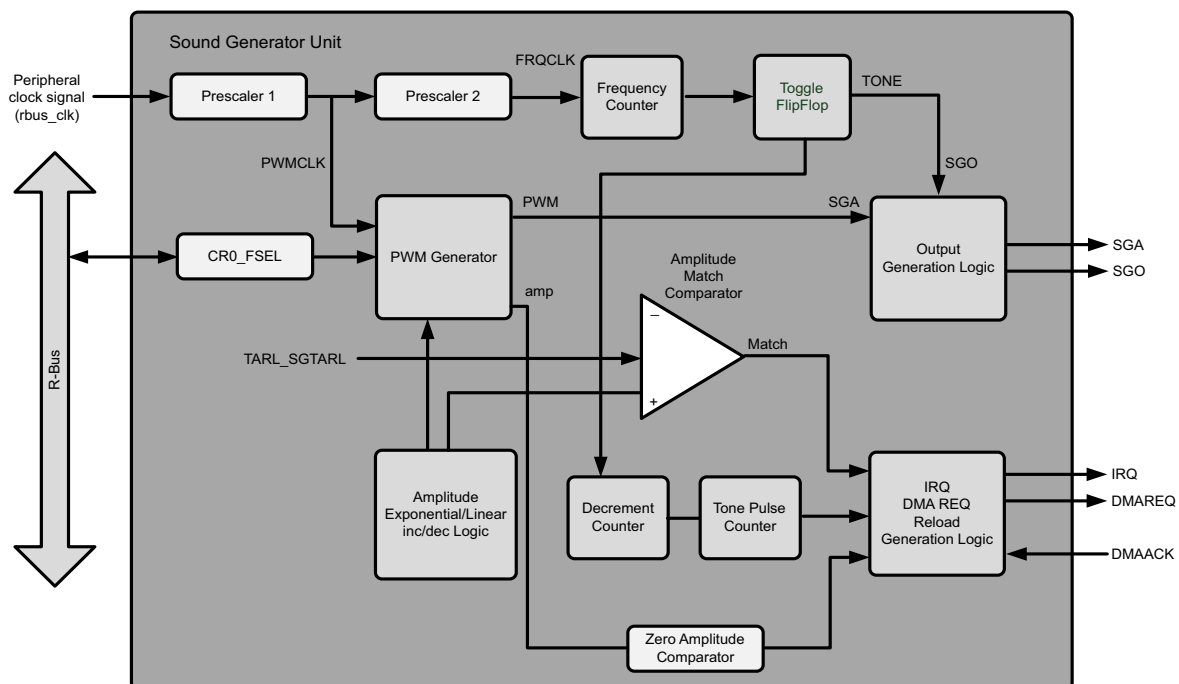 Sound Generator Unit
Peripheral
clock signal
(rbus_clk)
Prescaler 1
Prescaler 2
FRQCLK
Frequency
Counter
Toggle
FlipFlop
TONE
PWMCLK
SGO
R-Bus
CR0_FSEL
PWM Generator
PWM
SGA
Output
Generation Logic
SGA
SGO
amp
Amplitude
Match
Comparator
–
+
TARL_SGTARL
Match
Amplitude
Exponential/Linear
inc/dec Logic
Decrement
Counter
Tone Pulse
Counter
IRQ
DMA REQ
Reload
Generation Logic
IRQ
DMAREQ
DMAACK
Zero Amplitude
Comparator